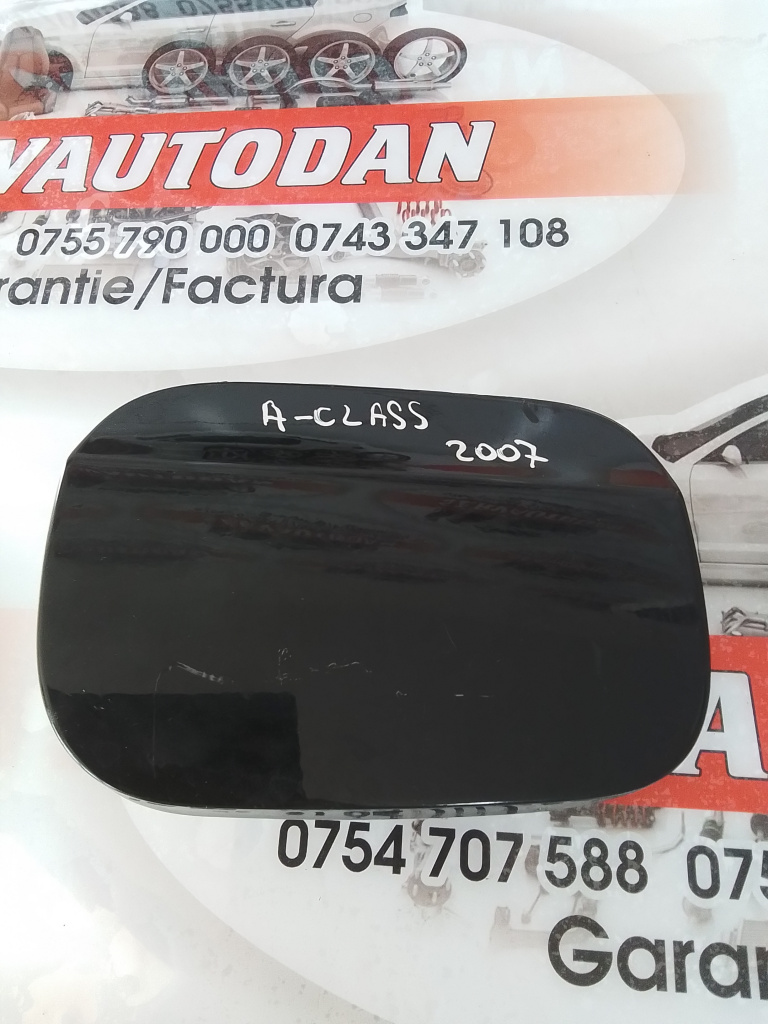 VAUTODAN
0755 790 000 0743 347 108
rantie/Factura
A-CLASS
2007
0754 707 588 075
Garan